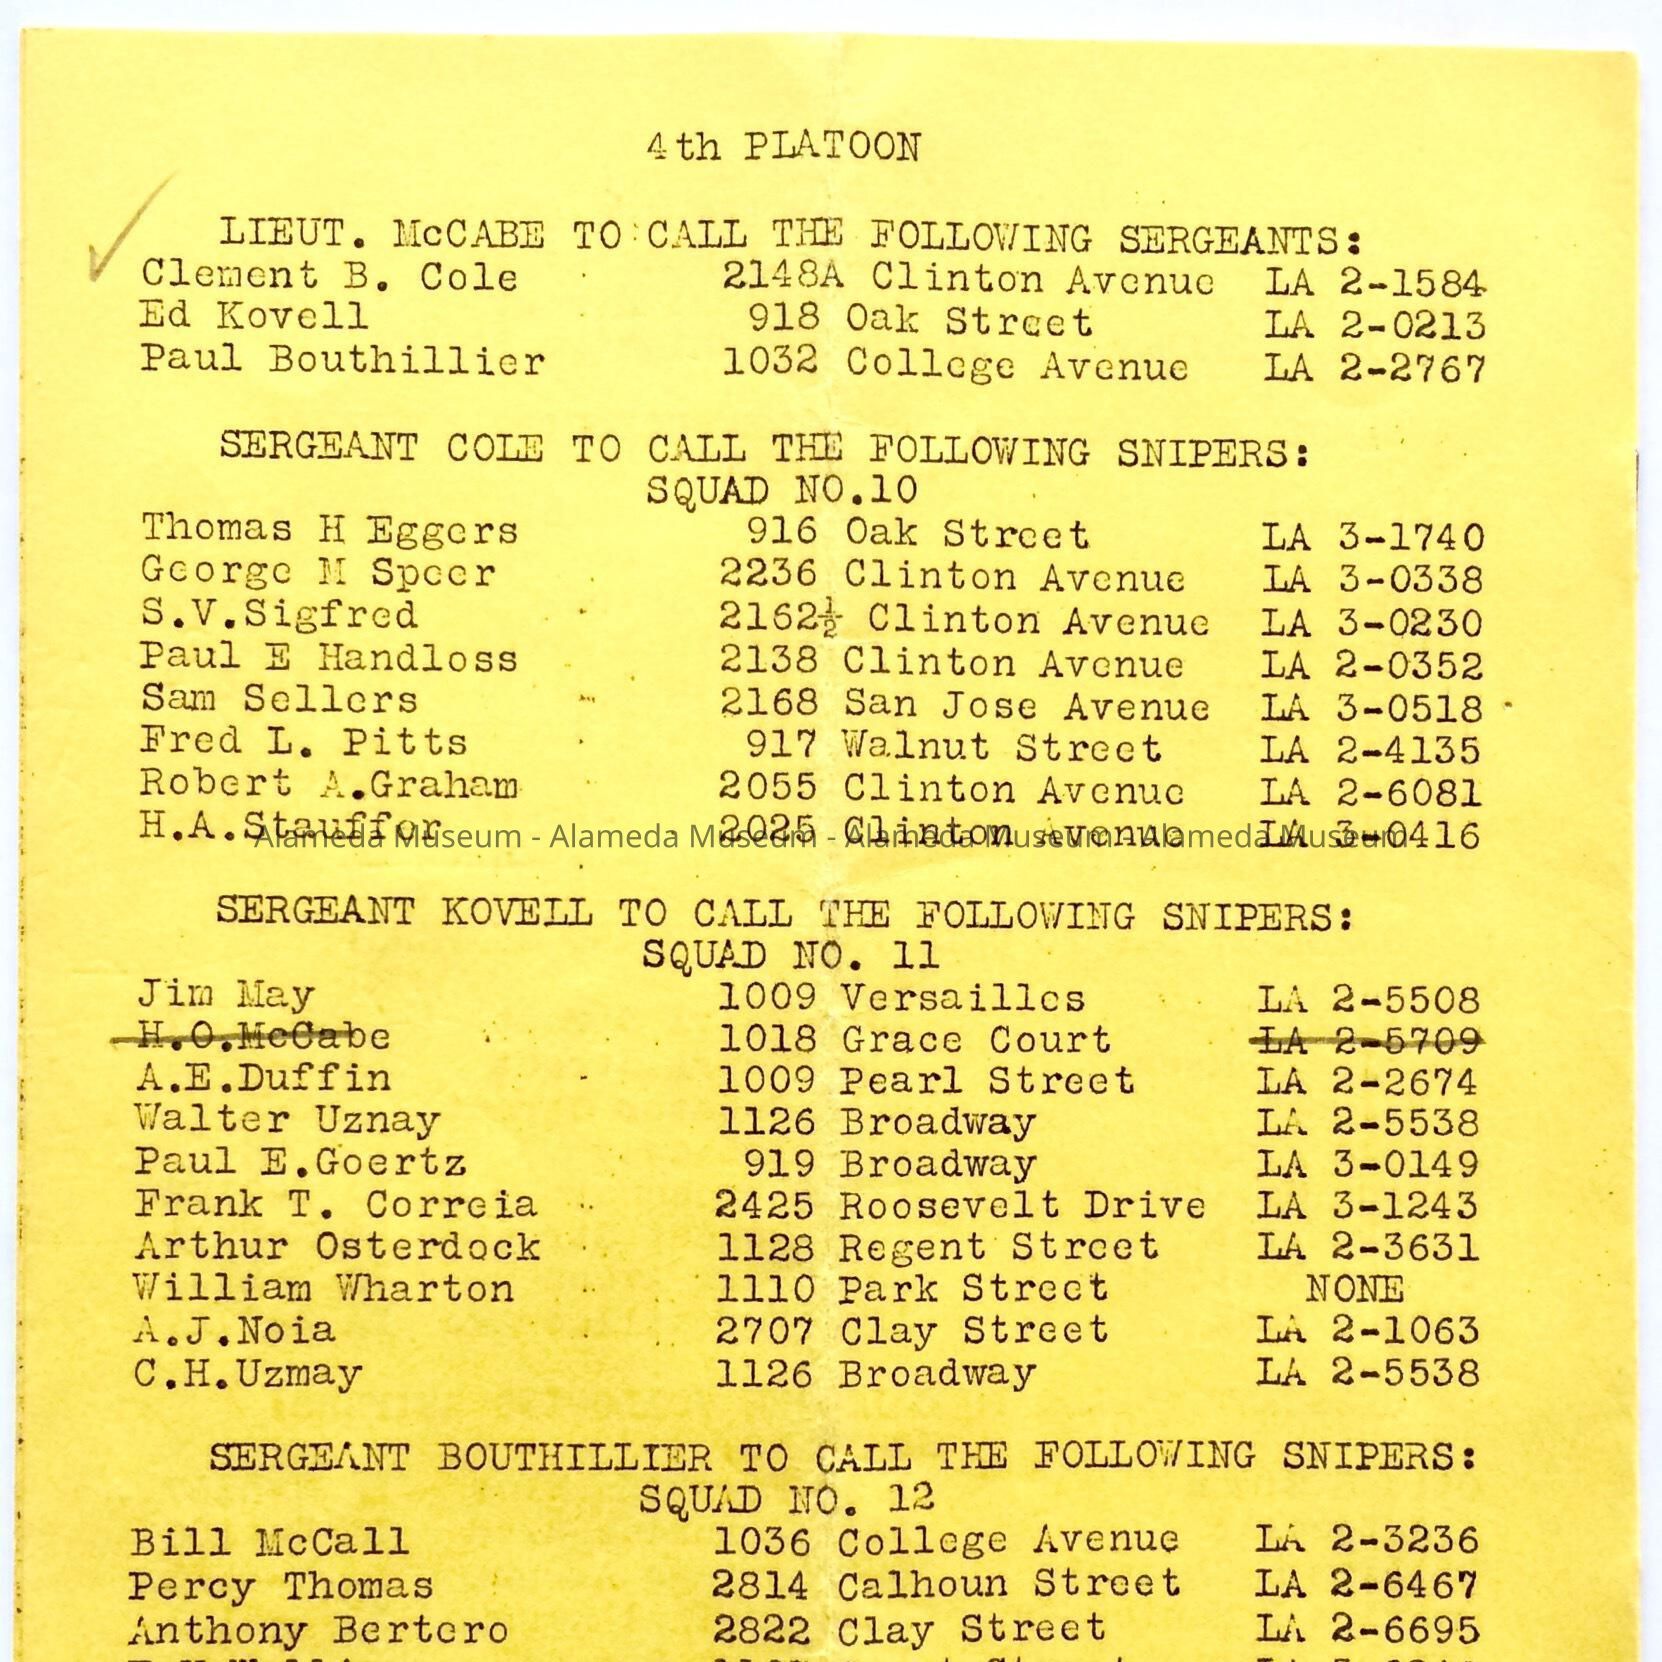 4th PLATOON
LIEUT. McCABE TO CALL THE FOLLOWING SERGEANTS:
Clement B. Cole 2148A Clinton Avenue LA 2-1584
Ed Kovell 918 Oak Street LA 2-0213
Paul Bouthillier 1032 College Avenue LA 2-2767
SERGEANT COLE TO CALL THE FOLLOWING SNIPERS:
SQUAD NO.10
Thomas H Eggers 916 Oak Street LA 3-1740
George M Speer 2236 Clinton Avenue LA 3-0338
S.V.Sigfred 2162½ Clinton Avenue LA 3-0230
Paul E Handloss 2138 Clinton Avenue LA 2-0352
Sam Sellers 2168 San Jose Avenue LA 3-0518
Fred L. Pitts 917 Walnut Street LA 2-4135
Robert A.Graham 2055 Clinton Avenue LA 2-6081
H.A.Stauffer 2025 Clinton Avenue LA 3-0416
Alameda Museum - Alameda Museum - Alameda Museum - Alameda Museum
SERGEANT KOVELL TO CALL THE FOLLOWING SNIPERS:
SQUAD NO. 11
Jim May 1009 Versailles LA 2-5508
H.O.McCabe 1018 Grace Court LA 2-5709
A.E.Duffin 1009 Pearl Street LA 2-2674
Walter Uznay 1126 Broadway LA 2-5538
Paul E.Goertz 919 Broadway LA 3-0149
Frank T. Correia 2425 Roosevelt Drive LA 3-1243
Arthur Osterdock 1128 Regent Street LA 2-3631
William Wharton 1110 Park Street NONE
A.J.Noia 2707 Clay Street LA 2-1063
C.H.Uzmay 1126 Broadway LA 2-5538
SERGEANT BOUTHILLIER TO CALL THE FOLLOWING SNIPERS:
SQUAD NO. 12
Bill McCall 1036 College Avenue LA 2-3236
Percy Thomas 2814 Calhoun Street LA 2-6467
Anthony Bertero 2822 Clay Street LA 2-6695